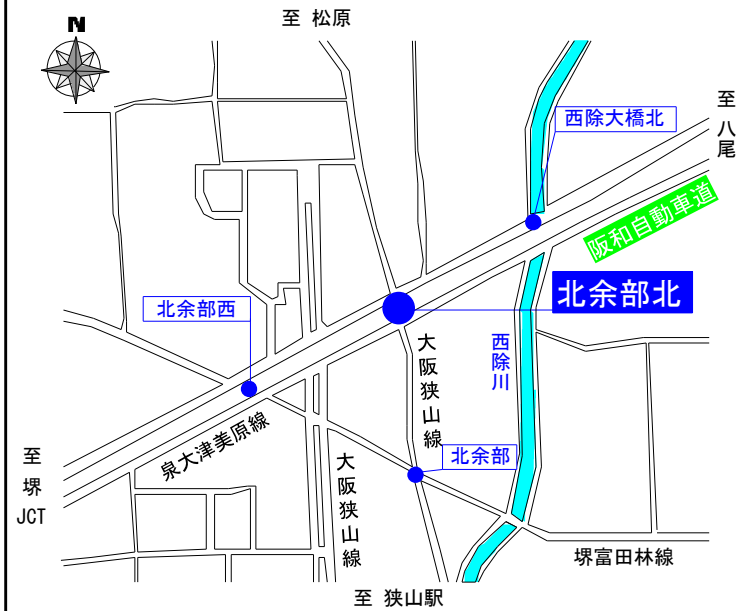 至 松原
N
至八尾
西除大橋北
阪和自動車道
北余部北
北余部西
大阪狭山線
西除川
泉大津美原線
北余部
至堺JCT
大阪狭山線
堺富田林線
至 狭山駅